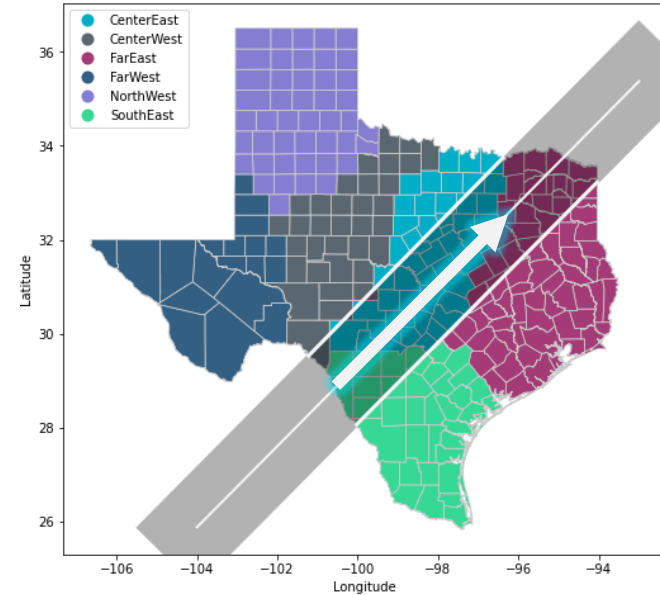 CenterEast
CenterWest
FarEast
FarWest
NorthWest
SouthEast
36
34
32
30
28
26
Latitude
−106 −104 −102 −100 −98 −96 −94
Longitude